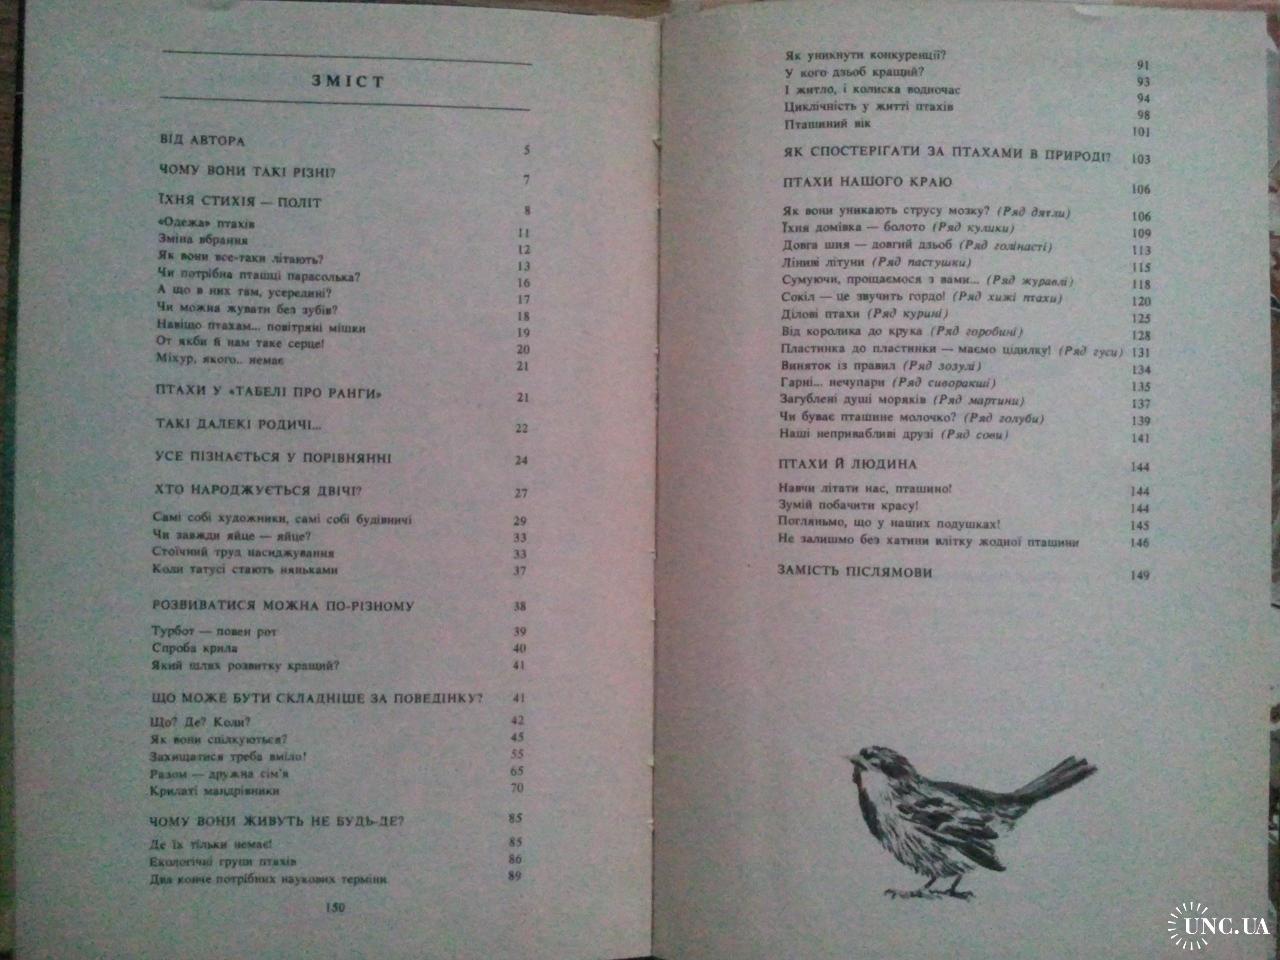 ЗМІСТ
ВІД АВТОРА 5
ЧОМУ ВОНИ ТАКІ РІЗНІ? 7
ЇХНЯ СТИХІЯ — ПОЛІТ 8
«Одежа» птахів 11
Зміна вбрання 12
Як вони все-таки літають? 13
Чи потрібна пташці парасолька? 16
А що в них там, усередині? 17
Чи можна жувати без зубів? 18
Навіщо птахам... повітряні мішки 19
От якби й нам таке серце! 20
Міхур, якого.. немає 21
ПТАХИ У «ТАБЕЛІ ПРО РАНГИ» 21
ТАКІ ДАЛЕКІ РОДИЧІ... 22
УСЕ ПІЗНАЄТЬСЯ У ПОРІВНЯННІ 24
ХТО НАРОДЖУЄТЬСЯ ДВІЧІ? 27
Самі собі художники, самі собі будівничі 29
Чи завжди яйце — яйце? 33
Стоїчний труд насиджування 33
Коли татусі стають няньками 37
РОЗВИВАТИСЯ МОЖНА ПО-РІЗНОМУ 38
Турбот — повен рот 39
Спроба крила 40
Який шлях розвитку кращий? 41
ЩО МОЖЕ БУТИ СКЛАДНІШЕ ЗА ПОВЕДІНКУ? 41
Що? Де? Коли? 42
Як вони спілкуються? 45
Захищатися треба вміло! 55
Разом — дружна сім'я 65
Крилаті мандрівники 70
ЧОМУ ВОНИ ЖИВУТЬ НЕ БУДЬ-ДЕ? 85
Де їх тільки немає! 85
Екологічні групи птахів 86
Два конче потрібних наукових терміни 89
150
Як уникнути конкуренції? 91
У кого дзьоб кращий? 93
І житло, і колиска водночас 94
Циклічність у житті птахів 98
Пташиний вік 101
ЯК СПОСТЕРІГАТИ ЗА ПТАХАМИ В ПРИРОДІ? 103
ПТАХИ НАШОГО КРАЮ 106
Як вони уникають струсу мозку? (Ряд дятли) 106
Їхня домівка — болото (Ряд кулики) 109
Довга шия — довгий дзьоб (Ряд голінасті) 113
Ліниві літуни (Ряд пастушки) 115
Сумуючи, прощаємося з вами... (Ряд журавлі) 118
Сокіл — це звучить гордо! (Ряд хижі птахи) 120
Ділові птахи (Ряд курині) 125
Від королика до крука (Ряд горобині) 128
Пластинка до пластинки — маємо цідилку! (Ряд гуси) 131
Виняток із правил (Ряд зозулі) 134
Гарні... нечупари (Ряд сиворакші) 135
Загублені душі моряків (Ряд мартини) 137
Чи буває пташине молочко? (Ряд голуби) 139
Наші непривабливі друзі (Ряд сови) 141
ПТАХИ Й ЛЮДИНА 144
Навчи літати нас, пташино! 144
Зумій побачити красу! 144
Погляньмо, що у наших подушках! 145
Не залишмо без хатини влітку жодної пташини 146
ЗАМІСТЬ ПІСЛЯМОВИ 149
UNC.UA